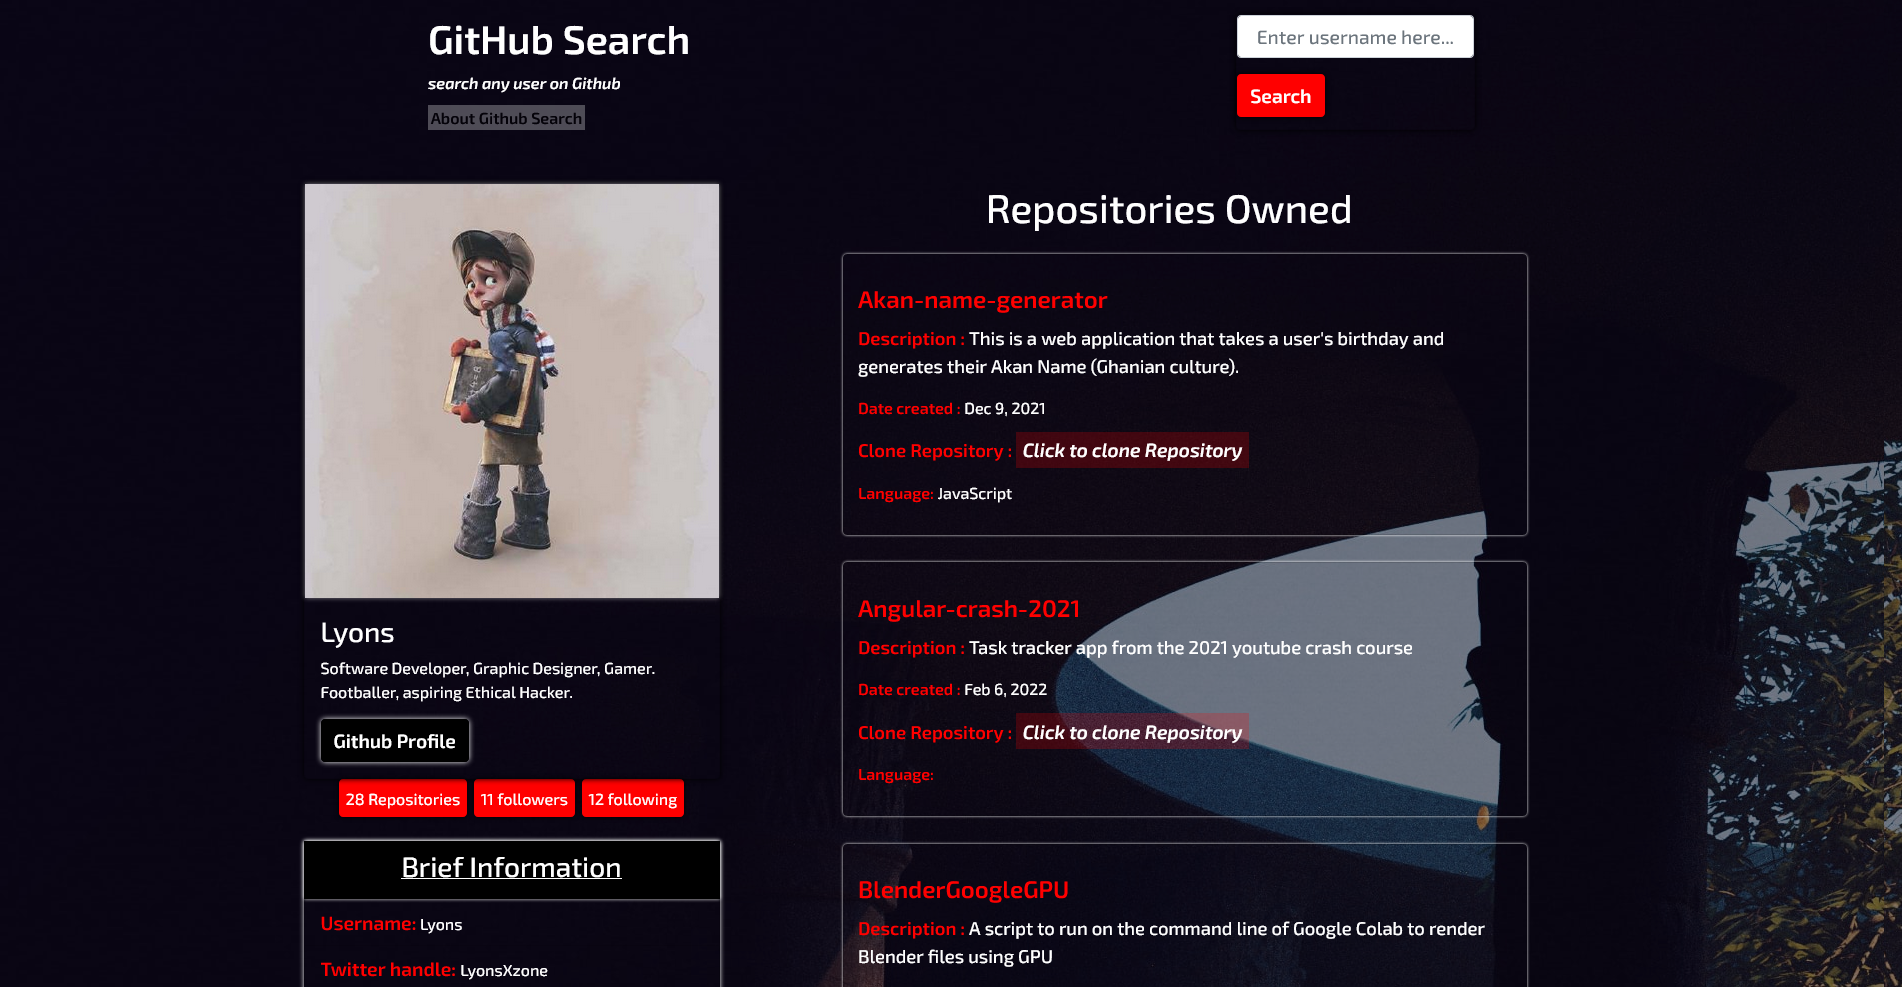 GitHub Search
search any user on Github
About Github Search
Enter username here...
Search
Lyons
Software Developer, Graphic Designer, Gamer.
Footballer, aspiring Ethical Hacker.
Github Profile
28 Repositories
11 followers
12 following
Brief Information
Username: Lyons
Twitter handle: LyonsXzone
Repositories Owned
Akan-name-generator
Description : This is a web application that takes a user's birthday and
generates their Akan Name (Ghanian culture).
Date created : Dec 9, 2021
Clone Repository : Click to clone Repository
Language: JavaScript
Angular-crash-2021
Description : Task tracker app from the 2021 youtube crash course
Date created : Feb 6, 2022
Clone Repository : Click to clone Repository
Language:
BlenderGoogleGPU
Description : A script to run on the command line of Google Colab to render
Blender files using GPU